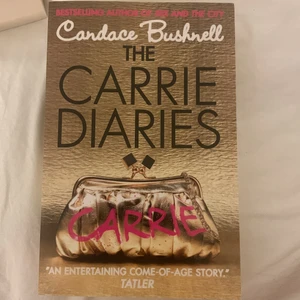 BESTSELLING AUTHOR OF SEX AND THE CITY
Candace Bushnell
THE
CARRIE
DIARIES
CARRIE
"AN ENTERTAINING COME-OF-AGE STORY."
TATLER